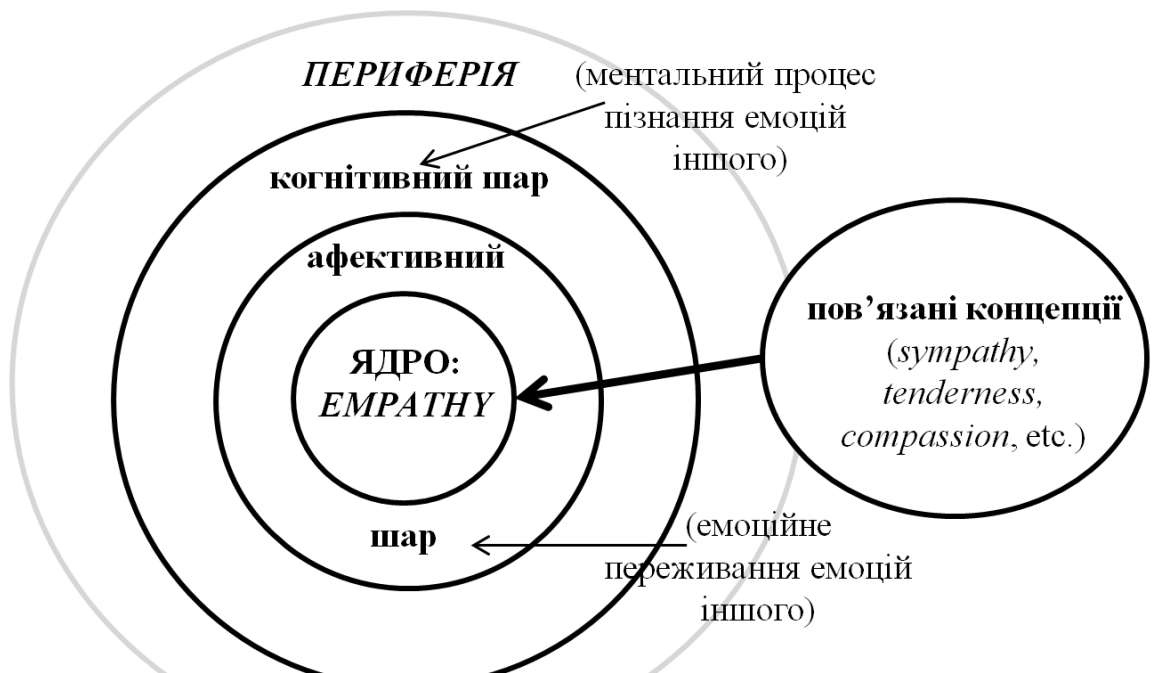 ПЕРИФЕРІЯ
(ментальний процес
пізнання емоцій
іншого)
когнітивний шар
афективний
ЯДРО:
EMPATHY
шар
(емоційне
переживання емоцій
іншого)
пов’язані концепції
(sympathy,
tenderness,
compassion, etc.)